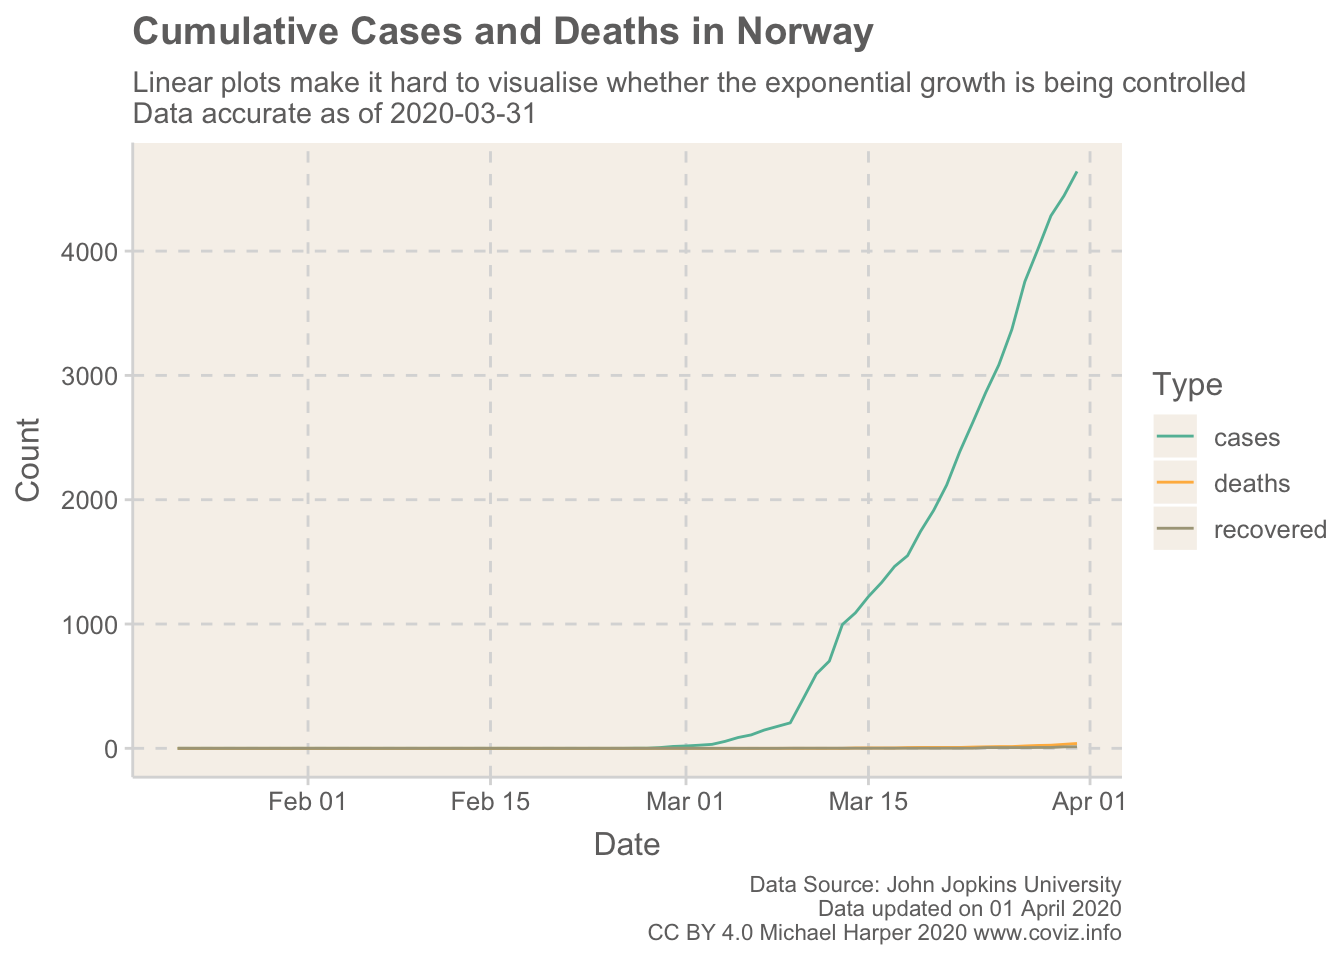 Cumulative Cases and Deaths in Norway
Linear plots make it hard to visualise whether the exponential growth is being controlled
Data accurate as of 2020-03-31
Count
4000
3000
2000
1000
0
Feb 01
Feb 15
Mar 01
Mar 15
Apr 01
Date
Type
cases
deaths
recovered
Data Source: John Jopkins University
Data updated on 01 April 2020
CC BY 4.0 Michael Harper 2020 www.coviz.info